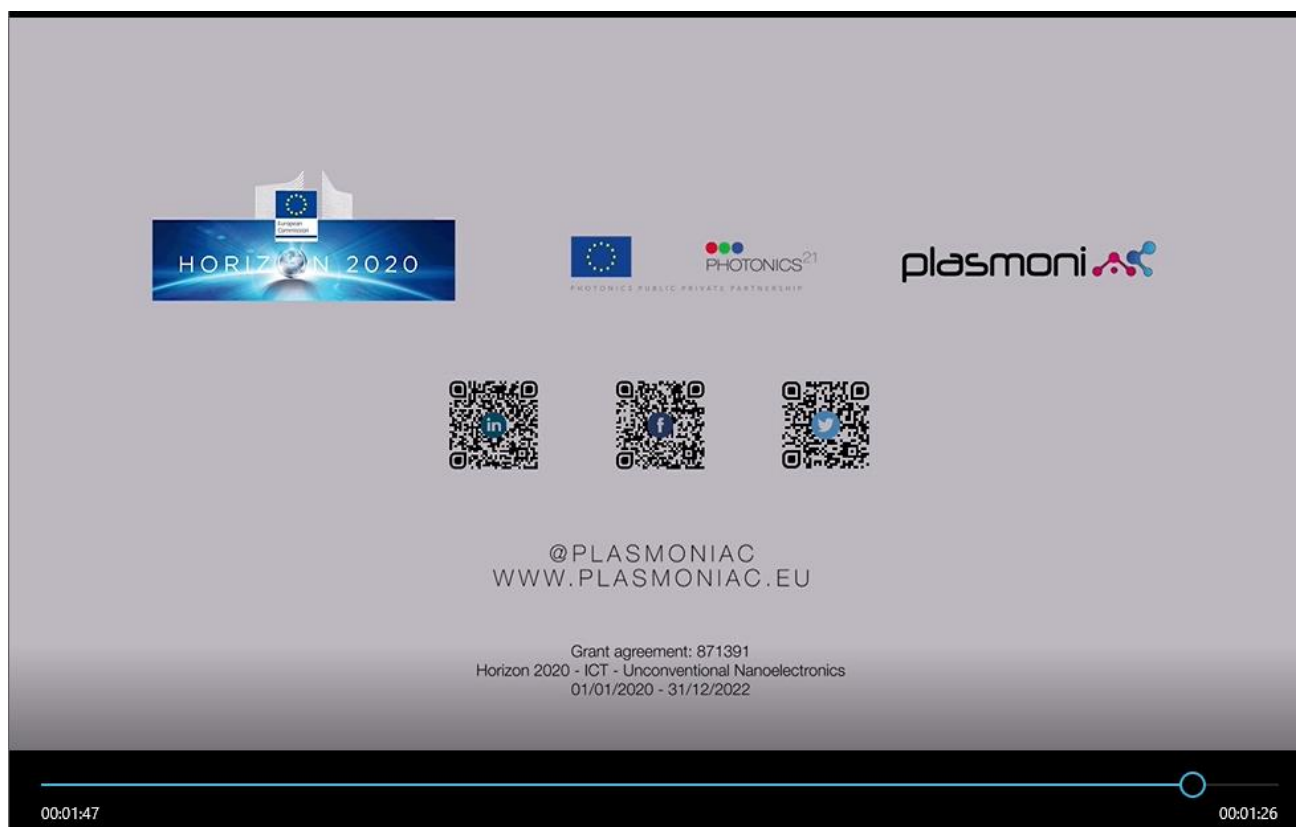 European
Commission
HORIZON 2020
PHOTONICS21
PHOTONICS PUBLIC PRIVATE PARTNERSHIP
plasmoniAC
in
f
@PLASMONIAC
WWW.PLASMONIAC.EU
Grant agreement: 871391
Horizon 2020 - ICT - Unconventional Nanoelectronics
01/01/2020 - 31/12/2022
00:01:47
00:01:26